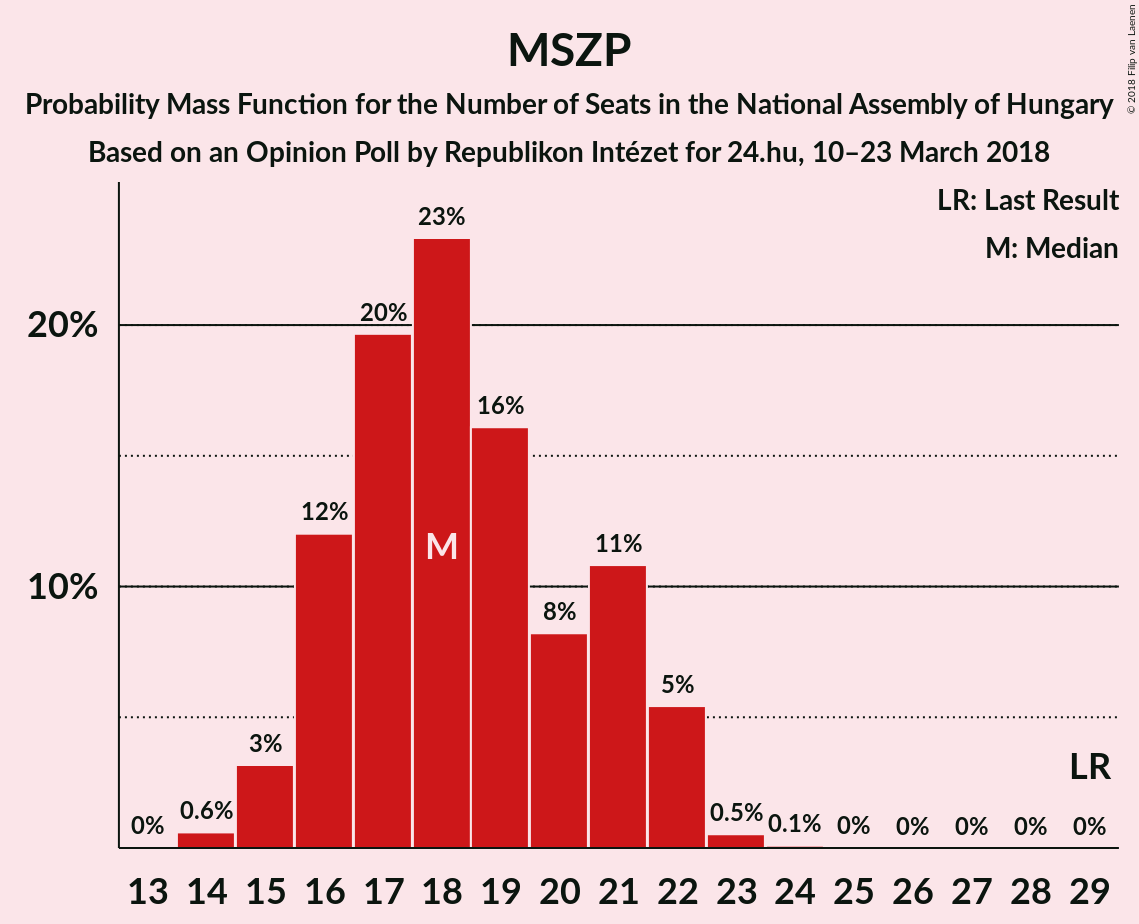 MSZP
Probability Mass Function for the Number of Seats in the National Assembly of Hungary
Based on an Opinion Poll by Republikon Intézet for 24.hu, 10–23 March 2018
© 2018 Filip van Laenen
LR: Last Result
M: Median
20%
10%
0%
0.6%
3%
12%
20%
23%
16%
8%
11%
5%
0.5%
0.1%
0%
0%
0%
0%
0%
M
LR
13 14 15 16 17 18 19 20 21 22 23 24 25 26 27 28 29